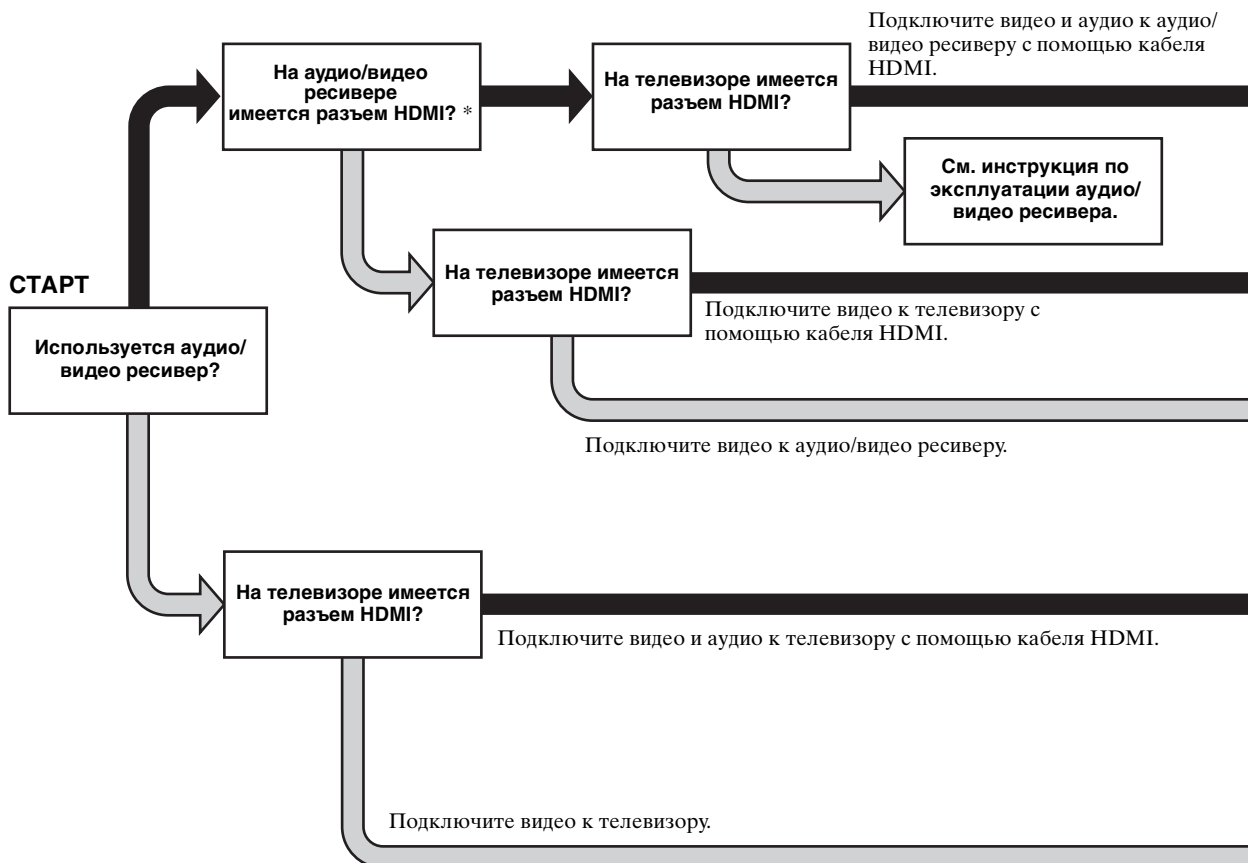 Подключите видео и аудио к аудио/
видео ресиверу с помощью кабеля
HDMI.
На аудио/видео
ресивере
имеется разъем HDMI? *
На телевизоре имеется
разъем HDMI?
См. инструкция по
эксплуатации аудио/
видео ресивера.
На телевизоре имеется
разъем HDMI?
СТАРТ
Подключите видео к телевизору с
помощью кабеля HDMI.
Используется аудио/
видео ресивер?
Подключите видео к аудио/видео ресиверу.
На телевизоре имеется
разъем HDMI?
Подключите видео и аудио к телевизору с помощью кабеля HDMI.
Подключите видео к телевизору.